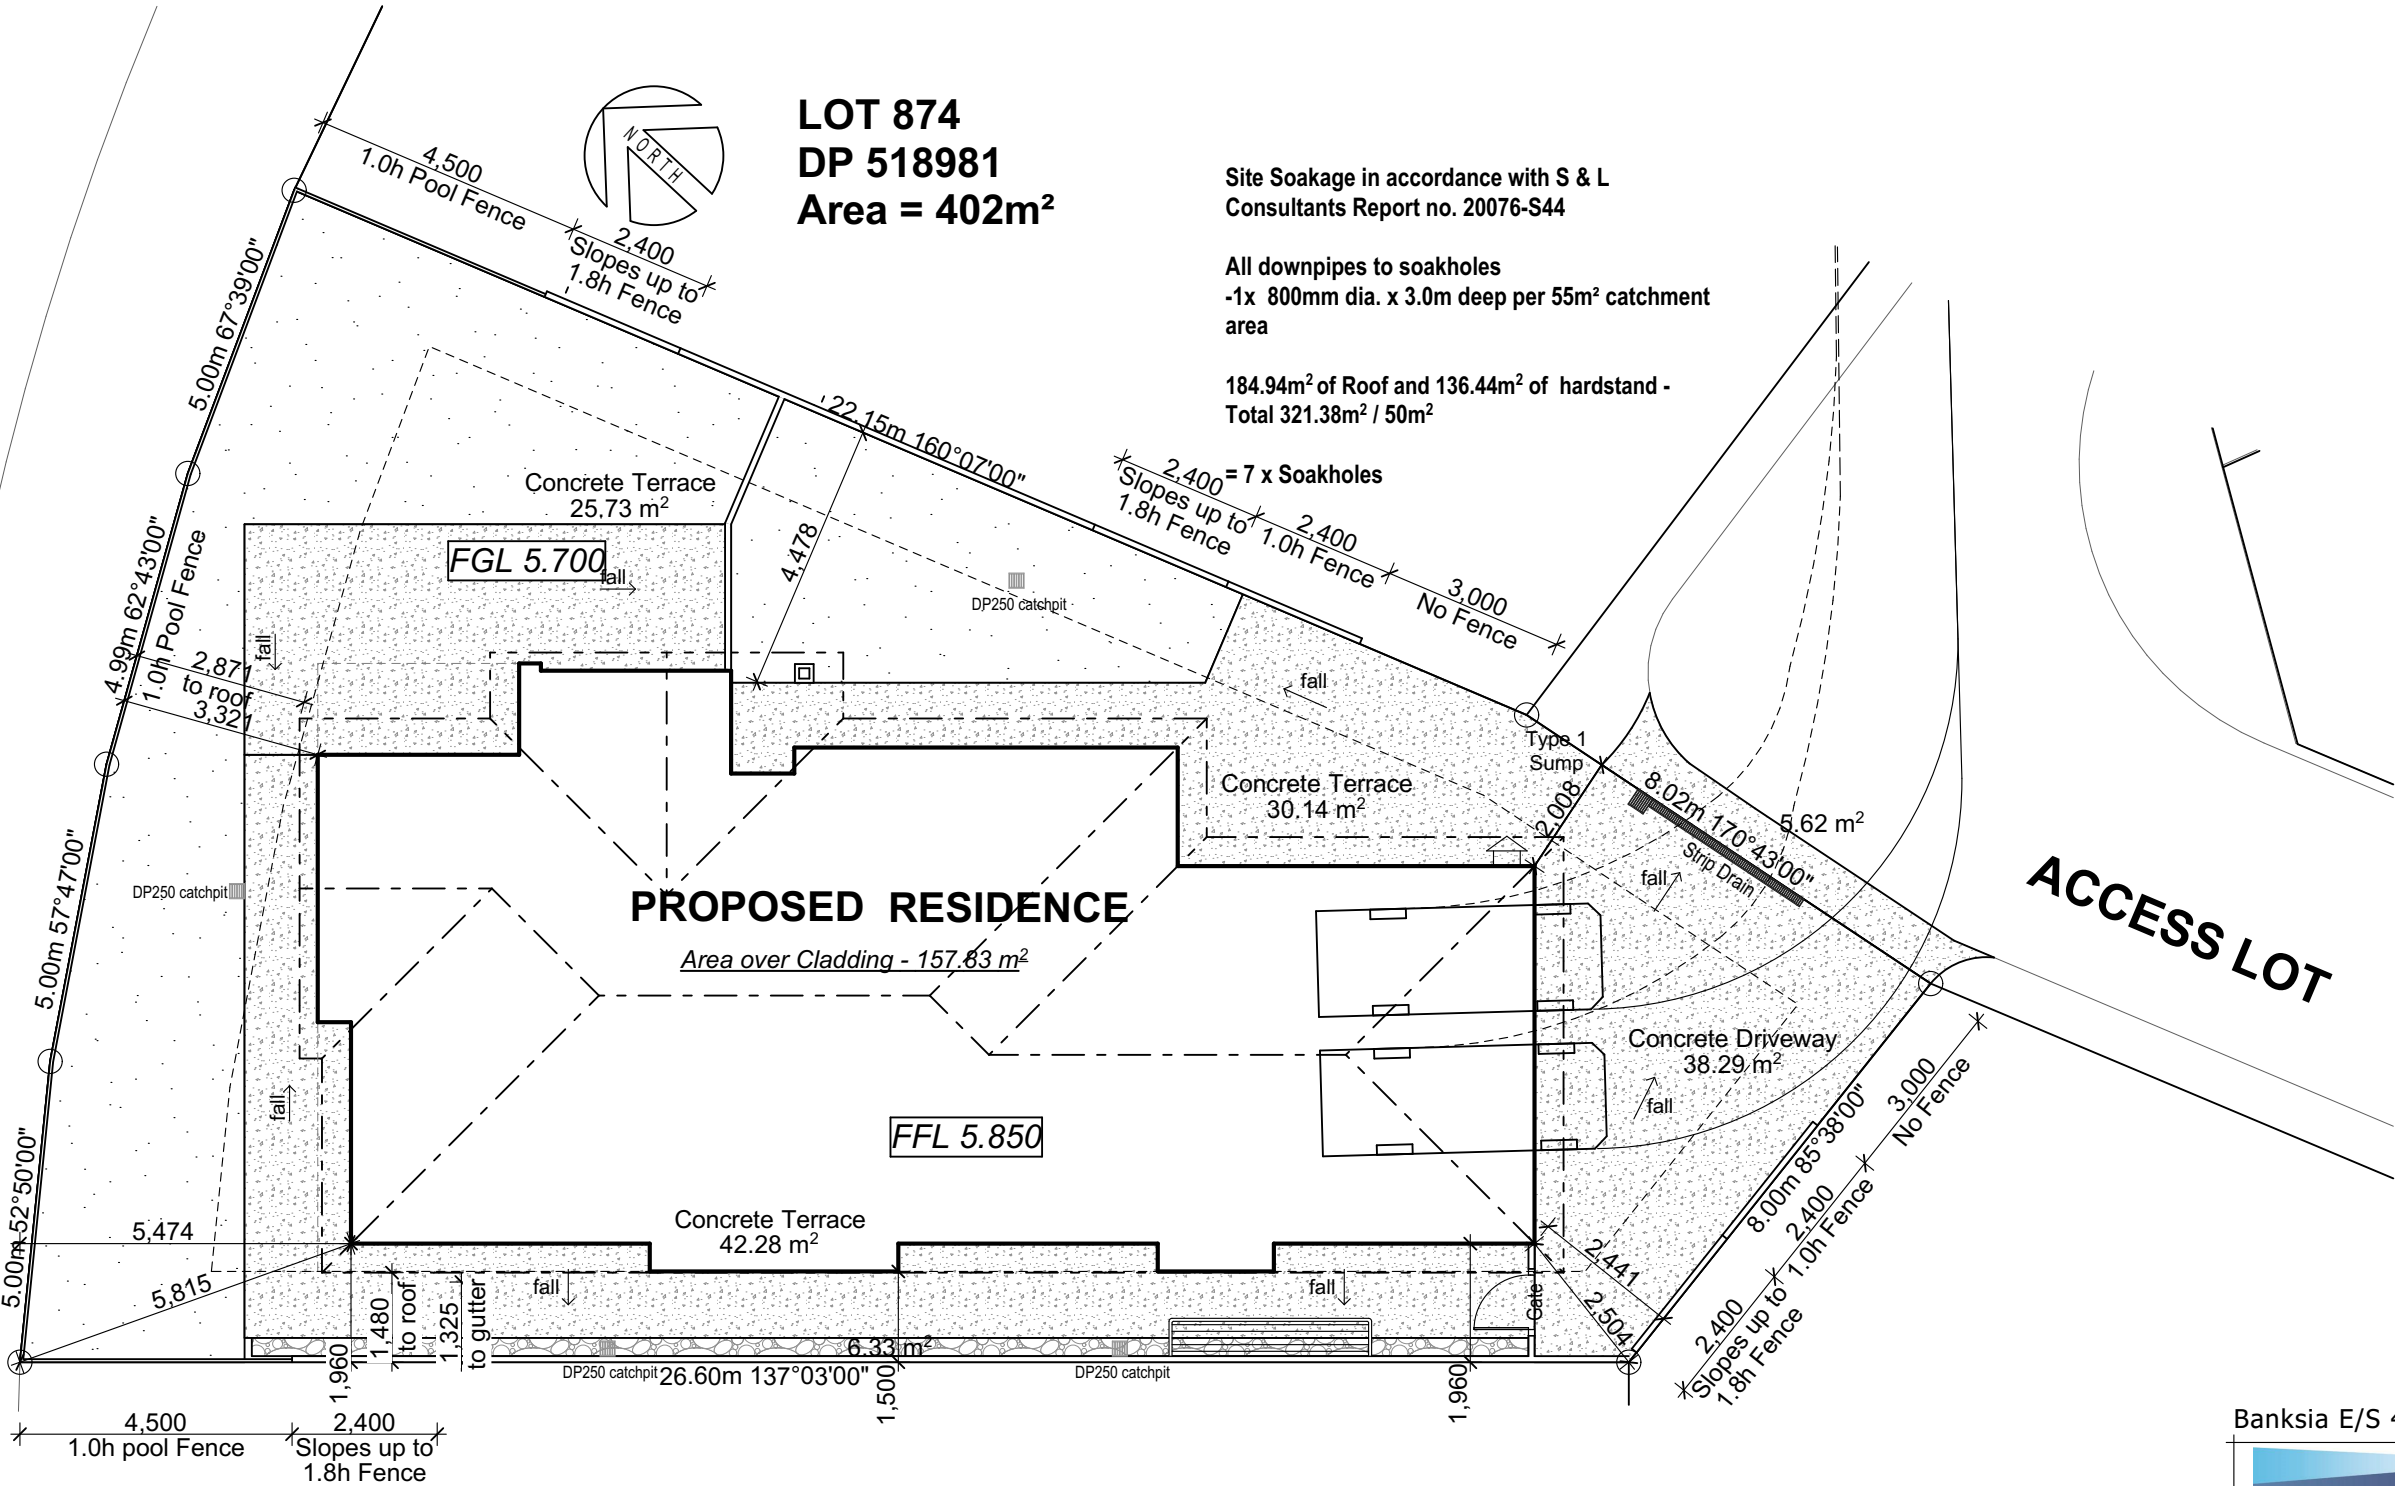 LOT 874
DP 518981
Area = 402m²
NORTH
Site Soakage in accordance with S & L
Consultants Report no. 20076-S44
All downpipes to soakholes
-1x 800mm dia. x 3.0m deep per 55m² catchment
area
184.94m² of Roof and 136.44m² of hardstand -
Total 321.38m² / 50m²
= 7 x Soakholes
4,500
1.0h Pool Fence
2,400
Slopes up to
1.8h Fence
22.15m 160°07'00"
2,400
Slopes up to
1.8h Fence
2,400
1.0h Fence
3,000
No Fence
5.00m 67°39'00"
4.99m 62°43'00"
1.0h Pool Fence
5.00m 57°47'00"
5.00m 52°50'00"
Concrete Terrace
25.73 m²
FGL 5.700
fall
fall
4,478
DP250 catchpit
2,871
to roof
3,321
fall
Type 1
Sump
Concrete Terrace
30.14 m²
2,008
8.02m 170°43'00"
5.62 m²
Strip Drain
fall
ACCESS LOT
DP250 catchpit
PROPOSED RESIDENCE
Area over Cladding - 157.83 m²
Concrete Driveway
38.29 m²
fall
fall
FFL 5.850
8.00m 85°38'00"
3,000
No Fence
2,400
1.0h Fence
2,400
Slopes up to
1.8h Fence
Concrete Terrace
42.28 m²
5,474
5,815
fall
fall
Gate
2,441
2,504
1,960
1,480
to roof
1,325
to gutter
6.33 m²
1,500
1,960
DP250 catchpit
26.60m 137°03'00"
DP250 catchpit
4,500
1.0h pool Fence
2,400
Slopes up to
1.8h Fence
Banksia E/S 4